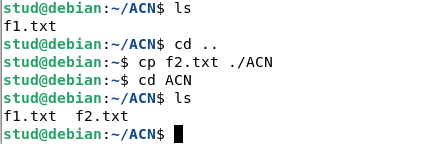 stud@debian:~/ACN$ ls
f1.txt
stud@debian:~/ACN$ cd ..
stud@debian:~$ cp f2.txt ./ACN
stud@debian:~$ cd ACN
stud@debian:~/ACN$ ls
f1.txt  f2.txt
stud@debian:~/ACN$